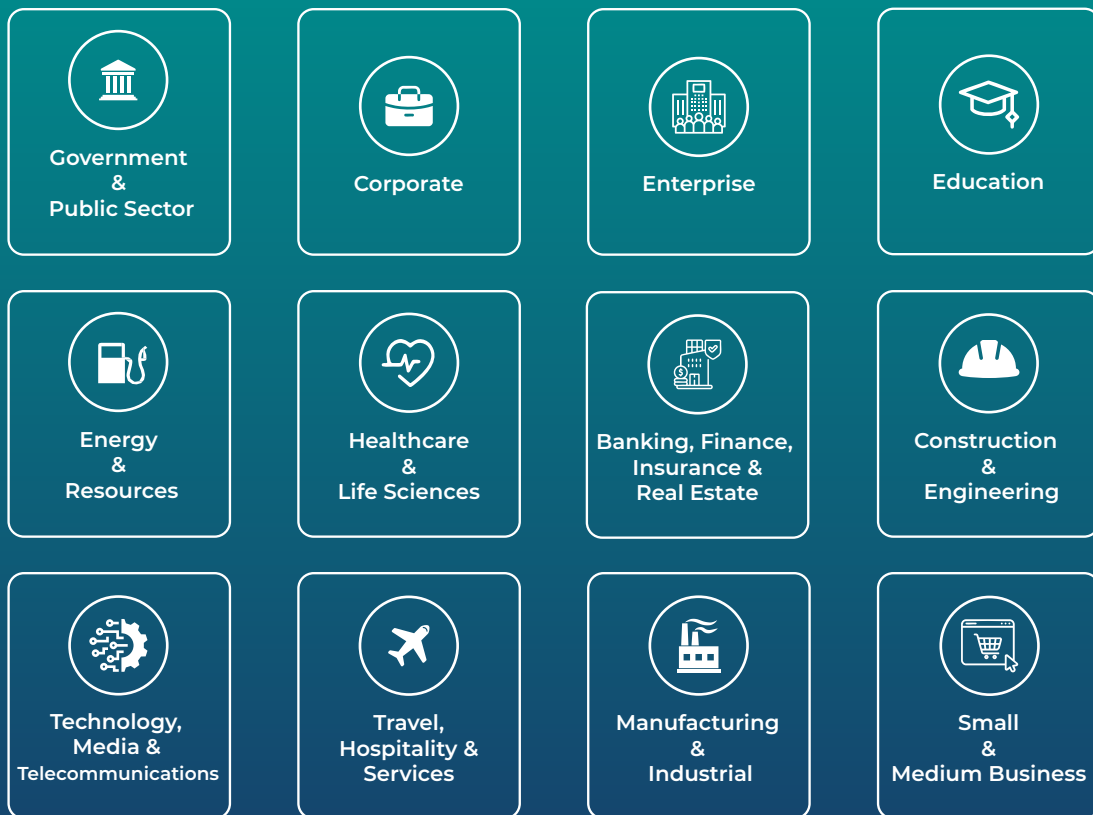 Government
&
Public Sector
Corporate
Enterprise
Education
Energy
&
Resources
Healthcare
&
Life Sciences
Banking, Finance,
Insurance &
Real Estate
Construction
&
Engineering
Technology,
Media &
Telecommunications
Travel,
Hospitality &
Services
Manufacturing
&
Industrial
Small
&
Medium Business